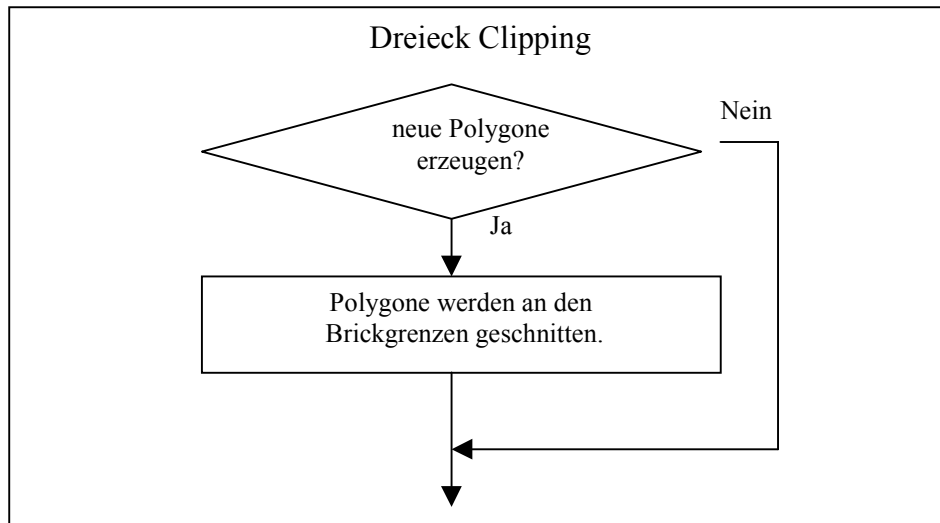 Dreieck Clipping
neue Polygone
erzeugen?
Nein
Ja
Polygone werden an den
Brickgrenzen geschnitten.